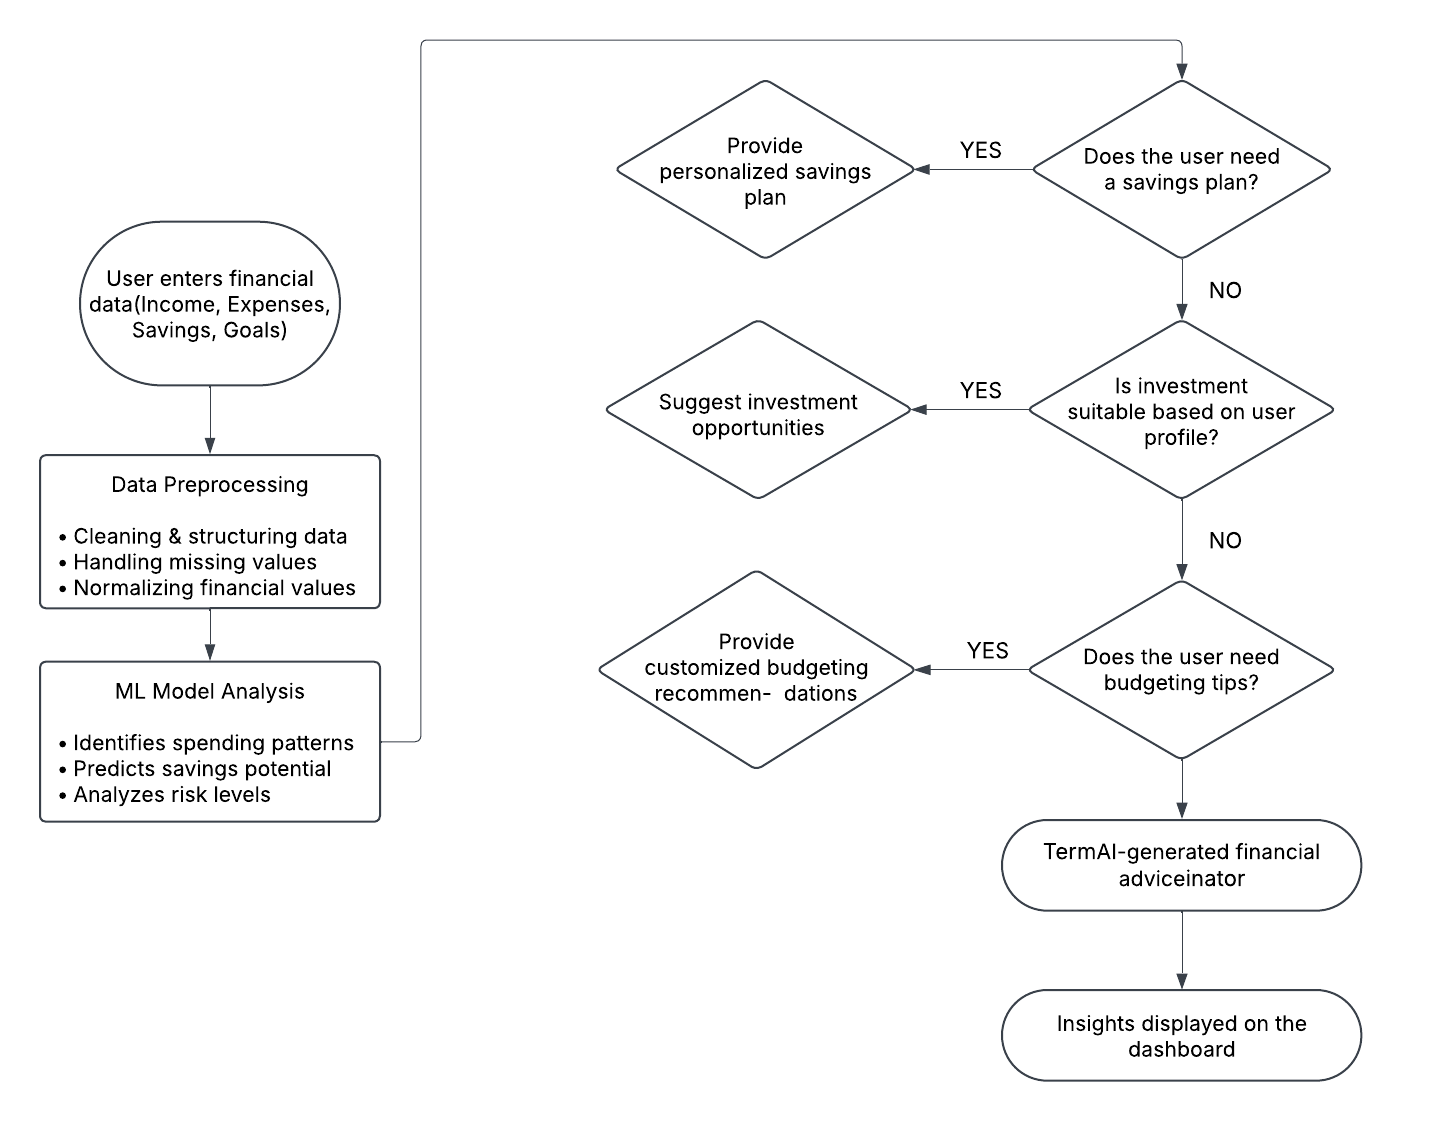 User enters financial
data(Income, Expenses,
Savings, Goals)
Data Preprocessing
• Cleaning & structuring data
• Handling missing values
• Normalizing financial values
ML Model Analysis
• Identifies spending patterns
• Predicts savings potential
• Analyzes risk levels
Does the user need
a savings plan?
YES
Provide
personalized savings
plan
NO
Is investment
suitable based on user
profile?
YES
Suggest investment
opportunities
NO
Does the user need
budgeting tips?
YES
Provide
customized budgeting
recommen- dations
TermAI-generated financial
adviceinator
Insights displayed on the
dashboard